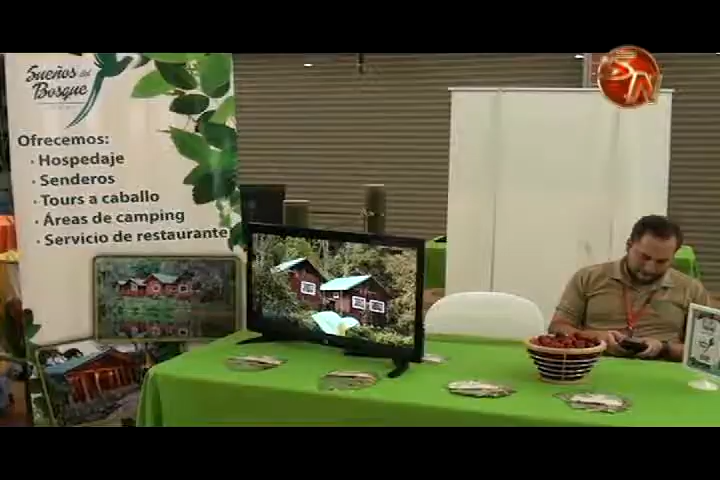 Sueños del
Bosque
Ofrecemos:
· Hospedaje
· Senderos
· Tours a caballo
· Áreas de camping
· Servicio de restaurante